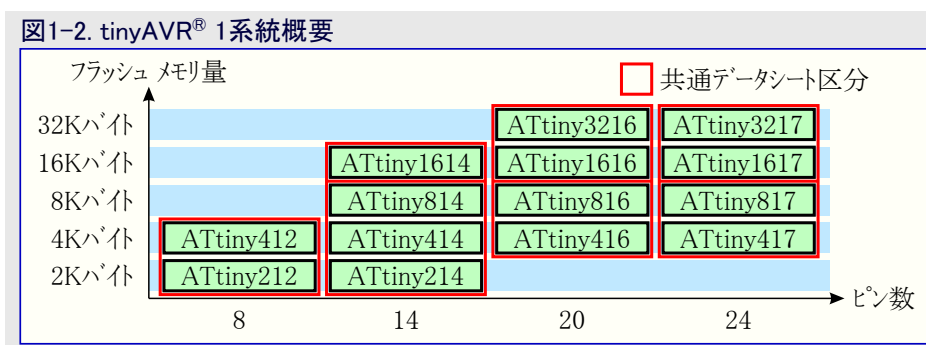 図1-2. tinyAVR® 1系統概要
フラッシュ メモリ量
共通データシート区分
32Kバイト ATtiny3216 ATtiny3217
16Kバイト ATtiny1614 ATtiny1616 ATtiny1617
8Kバイト ATtiny814 ATtiny816 ATtiny817
4Kバイト ATtiny412 ATtiny414 ATtiny416 ATtiny417
2Kバイト ATtiny212 ATtiny214
ピン数
8 14 20 24